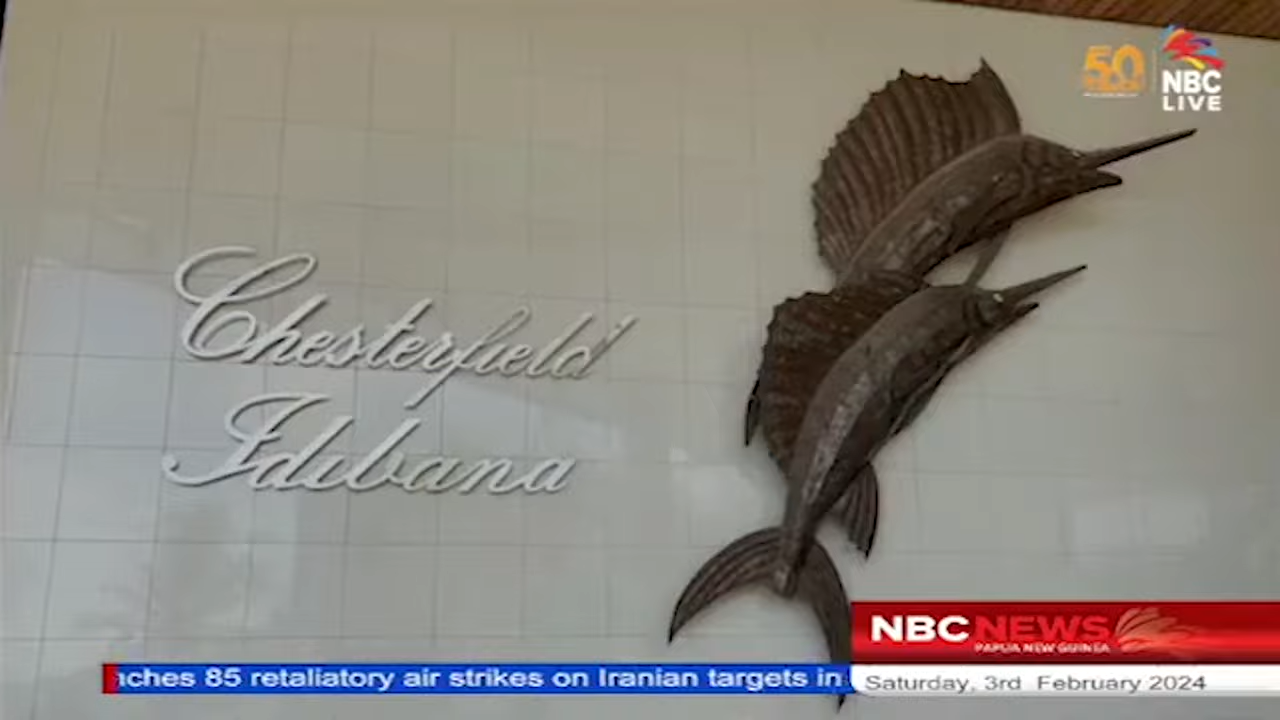 50
NBC
LIVE
Chesterfield
Idibana
NBC NEWS
PAPUA NEW GUINEA
nches 85 retaliatory air strikes on Iranian targets in
Saturday, 3rd February 2024